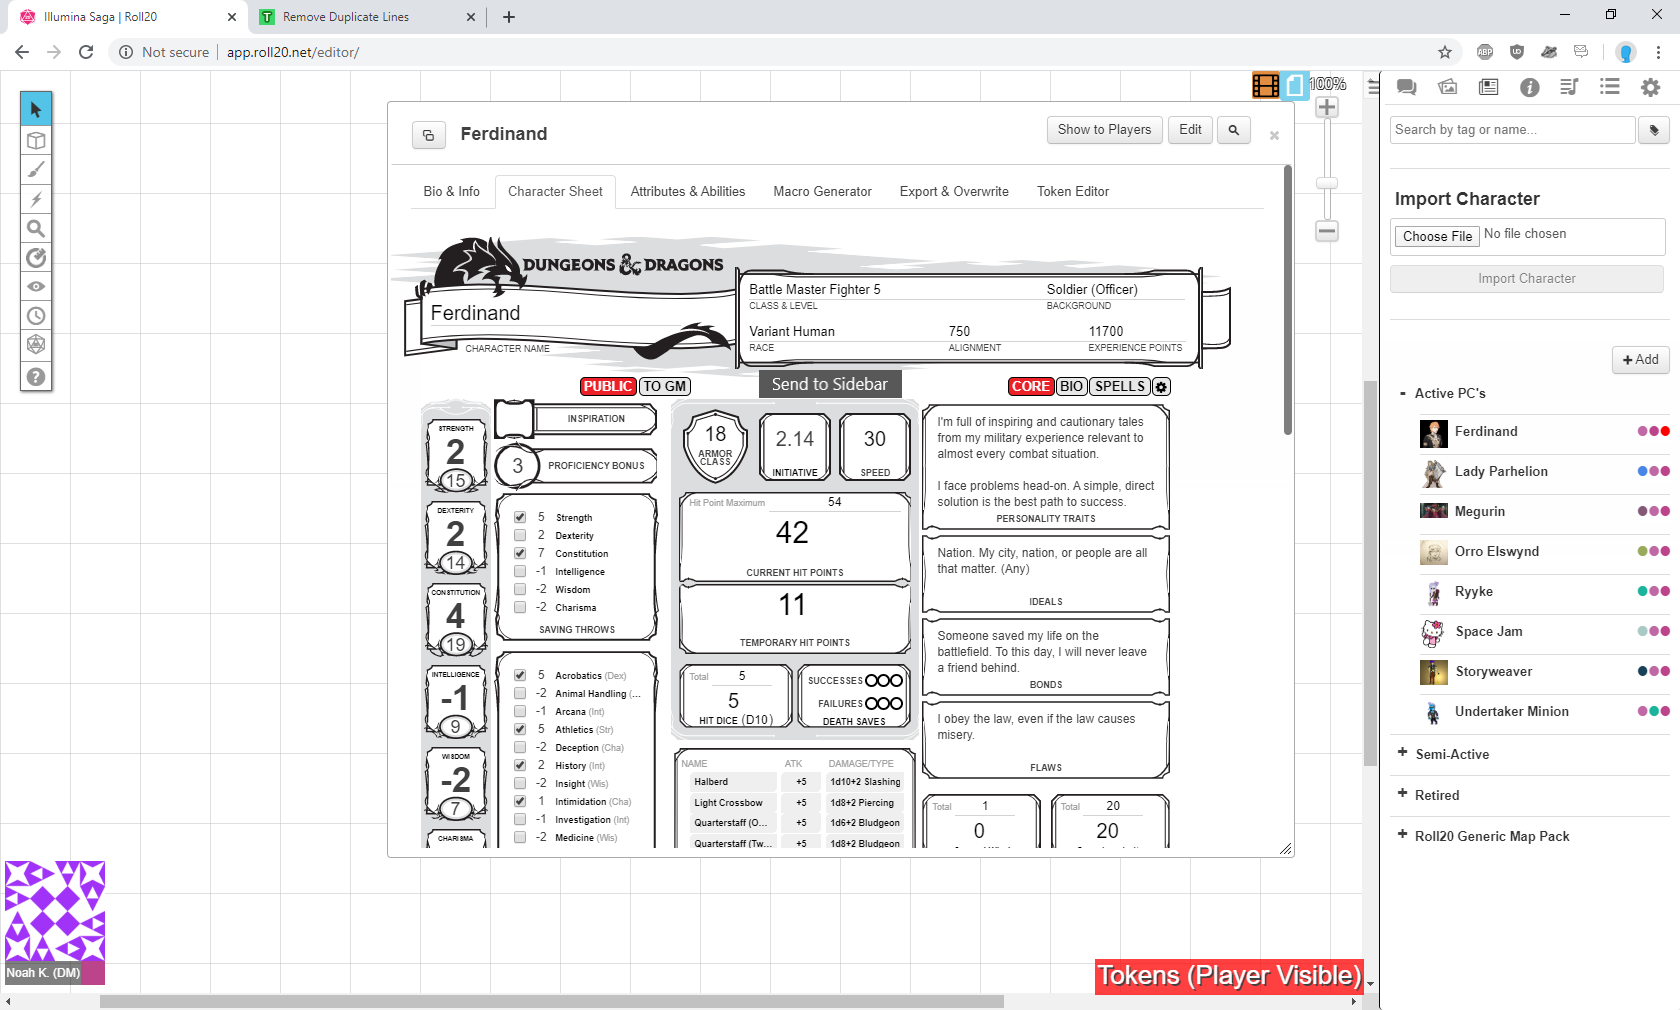 Illumina Saga | Roll20
Remove Duplicate Lines
Not secure
app.roll20.net/editor/
ABP
100%
Ferdinand
Show to Players
Edit
Bio & Info
Character Sheet
Attributes & Abilities
Macro Generator
Export & Overwrite
Token Editor
DUNGEONS & DRAGONS
Ferdinand
CHARACTER NAME
Battle Master Fighter 5
Soldier (Officer)
CLASS & LEVEL
BACKGROUND
Variant Human
750
11700
RACE
ALIGNMENT
EXPERIENCE POINTS
PUBLIC
TO GM
Send to Sidebar
CORE
BIO
SPELLS
STRENGTH
2
15
DEXTERITY
2
14
CONSTITUTION
4
19
INTELLIGENCE
-1
9
WISDOM
-2
7
CHARISMA
INSPIRATION
3
PROFICIENCY BONUS
5 Strength
2 Dexterity
7 Constitution
-1 Intelligence
-2 Wisdom
-2 Charisma
SAVING THROWS
5 Acrobatics (Dex)
-2 Animal Handling (...
-1 Arcana (Int)
5 Athletics (Str)
-2 Deception (Cha)
2 History (Int)
-2 Insight (Wis)
1 Intimidation (Cha)
-1 Investigation (Int)
-2 Medicine (Wis)
18
ARMOR
CLASS
2.14
INITIATIVE
30
SPEED
Hit Point Maximum 54
42
CURRENT HIT POINTS
11
TEMPORARY HIT POINTS
Total 5
5
HIT DICE (D10)
SUCCESSES
FAILURES
DEATH SAVES
NAME ATK DAMAGE/TYPE
Halberd +5 1d10+2 Slashing
Light Crossbow +5 1d8+2 Piercing
Quarterstaff (O... +5 1d6+2 Bludgeon
Quarterstaff (Tw... +5 1d8+2 Bludgeon
I'm full of inspiring and cautionary tales
from my military experience relevant to
almost every combat situation.
I face problems head-on. A simple, direct
solution is the best path to success.
PERSONALITY TRAITS
Nation. My city, nation, or people are all
that matter. (Any)
IDEALS
Someone saved my life on the
battlefield. To this day, I will never leave
a friend behind.
BONDS
I obey the law, even if the law causes
misery.
FLAWS
Total 1
0
Total 20
20
Search by tag or name...
Import Character
Choose File
No file chosen
Import Character
+ Add
- Active PC's
Ferdinand
Lady Parhelion
Megurin
Orro Elswynd
Ryyke
Space Jam
Storyweaver
Undertaker Minion
+ Semi-Active
+ Retired
+ Roll20 Generic Map Pack
Noah K. (DM)
Tokens (Player Visible)